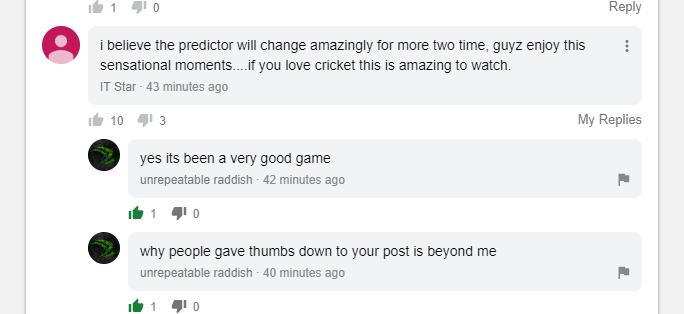 1 0 Reply
i believe the predictor will change amazingly for more two time, guyz enjoy this
sensational moments....if you love cricket this is amazing to watch.
IT Star · 43 minutes ago
10 3 My Replies
yes its been a very good game
unrepeatable raddish · 42 minutes ago
1 0
why people gave thumbs down to your post is beyond me
unrepeatable raddish · 40 minutes ago
1 0